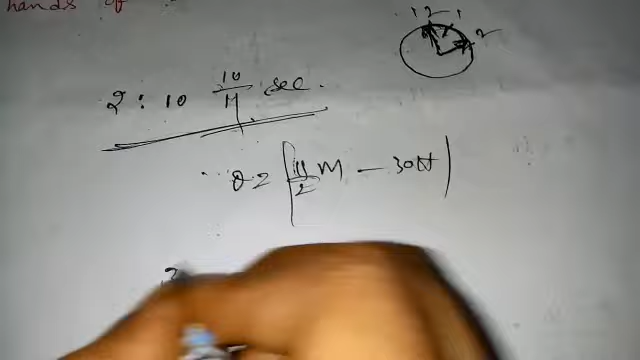 hands of
12 1
2
2 : 10 10/11 sec.
θ = |11/2 M - 30H|